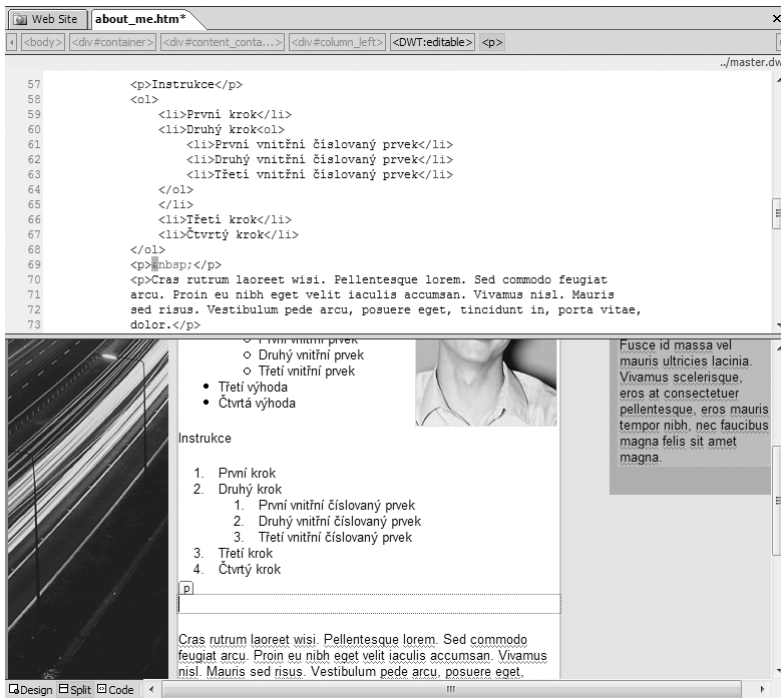 Web Site about_me.htm*
<body> <div#container> <div#content_conta...> <div#column_left> <DWT:editable> <p>
../master.dw
57 <p>Instrukce</p>
58 <ol>
59 <li>První krok</li>
60 <li>Druhý krok<ol>
61 <li>První vnitřní číslovaný prvek</li>
62 <li>Druhý vnitřní číslovaný prvek</li>
63 <li>Třetí vnitřní číslovaný prvek</li>
64 </ol>
65 </li>
66 <li>Třetí krok</li>
67 <li>Čtvrtý krok</li>
68 </ol>
69 <p>&nbsp;</p>
70 <p>Cras rutrum laoreet wisi. Pellentesque lorem. Sed commodo feugiat
71 arcu. Proin eu nibh eget velit iaculis accumsan. Vivamus nisl. Mauris
72 sed risus. Vestibulum pede arcu, posuere eget, tincidunt in, porta vitae,
73 dolor.</p>
První vnitřní prvek
Druhý vnitřní prvek
Třetí vnitřní prvek
Třetí výhoda
Čtvrtá výhoda
Instrukce
1. První krok
2. Druhý krok
1. První vnitřní číslovaný prvek
2. Druhý vnitřní číslovaný prvek
3. Třetí vnitřní číslovaný prvek
3. Třetí krok
4. Čtvrtý krok
p
Cras rutrum laoreet wisi. Pellentesque lorem. Sed commodo
feugiat arcu. Proin eu nibh eget velit iaculis accumsan. Vivamus
nisl. Mauris sed risus. Vestibulum pede arcu, posuere eget,
Fusce id massa vel
mauris ultricies lacinia.
Vivamus scelerisque,
eros at consectetuer
pellentesque, eros mauris
tempor nibh, nec faucibus
magna felis sit amet
magna.
Design Split Code